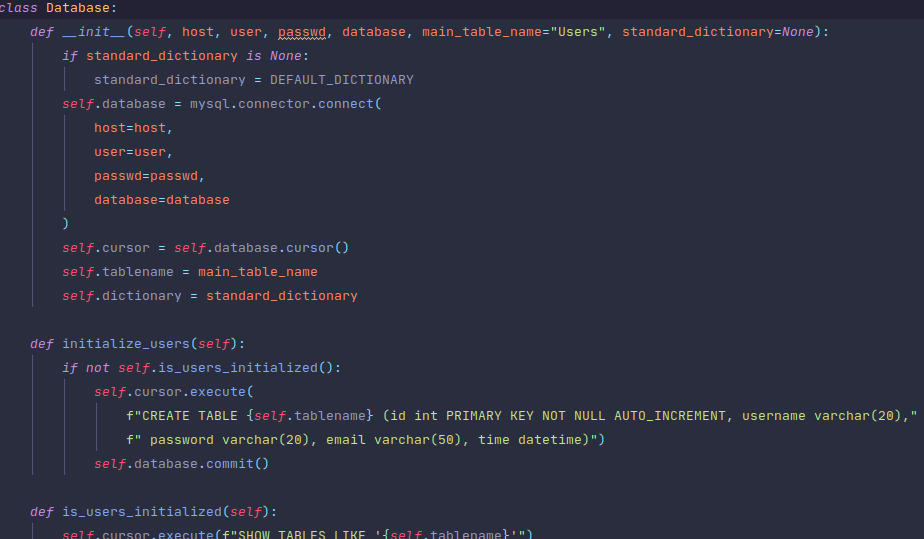 class Database:
    def __init__(self, host, user, passwd, database, main_table_name="Users", standard_dictionary=None):
        if standard_dictionary is None:
            standard_dictionary = DEFAULT_DICTIONARY
        self.database = mysql.connector.connect(
            host=host,
            user=user,
            passwd=passwd,
            database=database
        )
        self.cursor = self.database.cursor()
        self.tablename = main_table_name
        self.dictionary = standard_dictionary
    def initialize_users(self):
        if not self.is_users_initialized():
            self.cursor.execute(
                f"CREATE TABLE {self.tablename} (id int PRIMARY KEY NOT NULL AUTO_INCREMENT, username varchar(20),"
                f" password varchar(20), email varchar(50), time datetime)")
            self.database.commit()
    def is_users_initialized(self):
        self.cursor.execute(f"SHOW TABLES LIKE '{self.tablename}'")